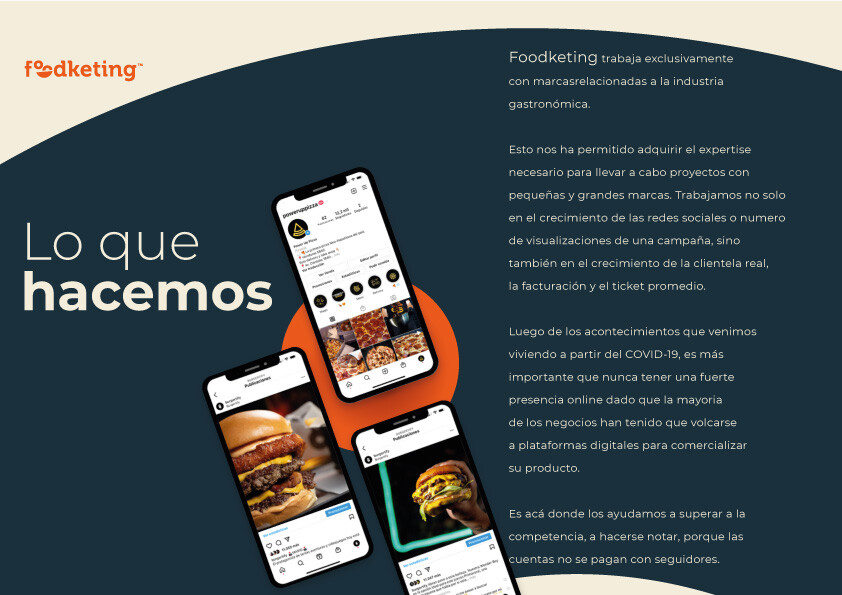 foodketing™
Lo que
hacemos
Foodketing trabaja exclusivamente
con marcasrelacionadas a la industria
gastronómica.
Esto nos ha permitido adquirir el expertise
necesario para llevar a cabo proyectos con
pequeñas y grandes marcas. Trabajamos no solo
en el crecimiento de las redes sociales o numero
de visualizaciones de una campaña, sino
también en el crecimiento de la clientela real,
la facturación y el ticket promedio.
Luego de los acontecimientos que venimos
viviendo a partir del COVID-19, es más
importante que nunca tener una fuerte
presencia online dado que la mayoria
de los negocios han tenido que volcarse
a plataformas digitales para comercializar
su producto.
Es acá donde los ayudamos a superar a la
competencia, a hacerse notar, porque las
cuentas no se pagan con seguidores.
poweruppizza
Editar perfil
Publicaciones
Publicaciones